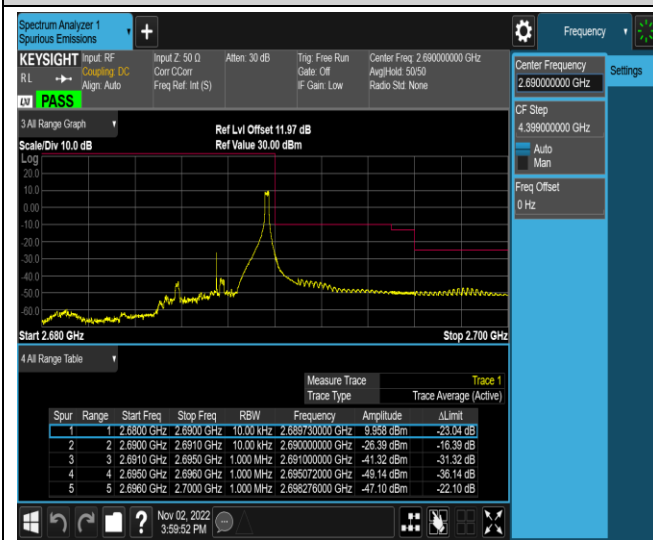 Spectrum Analyzer 1
Spurious Emissions
Frequency
KEYSIGHT Input: RF Input Z: 50 Ω Atten: 30 dB Trig: Free Run Center Freq: 2.690000000 GHz
RL Coupling: DC Corr CCorr Gate: Off Avg|Hold: 50/50
Align: Auto Freq Ref: Int (S) IF Gain: Low Radio Std: None
LXI PASS
3 All Range Graph
Ref Lvl Offset 11.97 dB
Scale/Div 10.0 dB Ref Value 30.00 dBm
Log
20.0
10.0
0.00
-10.0
-20.0
-30.0
-40.0
-50.0
-60.0
Start 2.680 GHz Stop 2.700 GHz
4 All Range Table
Measure Trace Trace 1
Trace Type Trace Average (Active)
Spur Range Start Freq Stop Freq RBW Frequency Amplitude ΔLimit
1 1 2.6800 GHz 2.6900 GHz 10.00 kHz 2.689730000 GHz 9.958 dBm -23.04 dB
2 2 2.6900 GHz 2.6910 GHz 10.00 kHz 2.690000000 GHz -26.39 dBm -16.39 dB
3 3 2.6910 GHz 2.6950 GHz 1.000 MHz 2.691000000 GHz -41.32 dBm -31.32 dB
4 4 2.6950 GHz 2.6960 GHz 1.000 MHz 2.695072000 GHz -49.14 dBm -36.14 dB
5 5 2.6960 GHz 2.7000 GHz 1.000 MHz 2.698276000 GHz -47.10 dBm -22.10 dB
Nov 02, 2022
3:59:52 PM
Center Frequency
2.690000000 GHz
Settings
CF Step
4.399000000 GHz
Auto
Man
Freq Offset
0 Hz